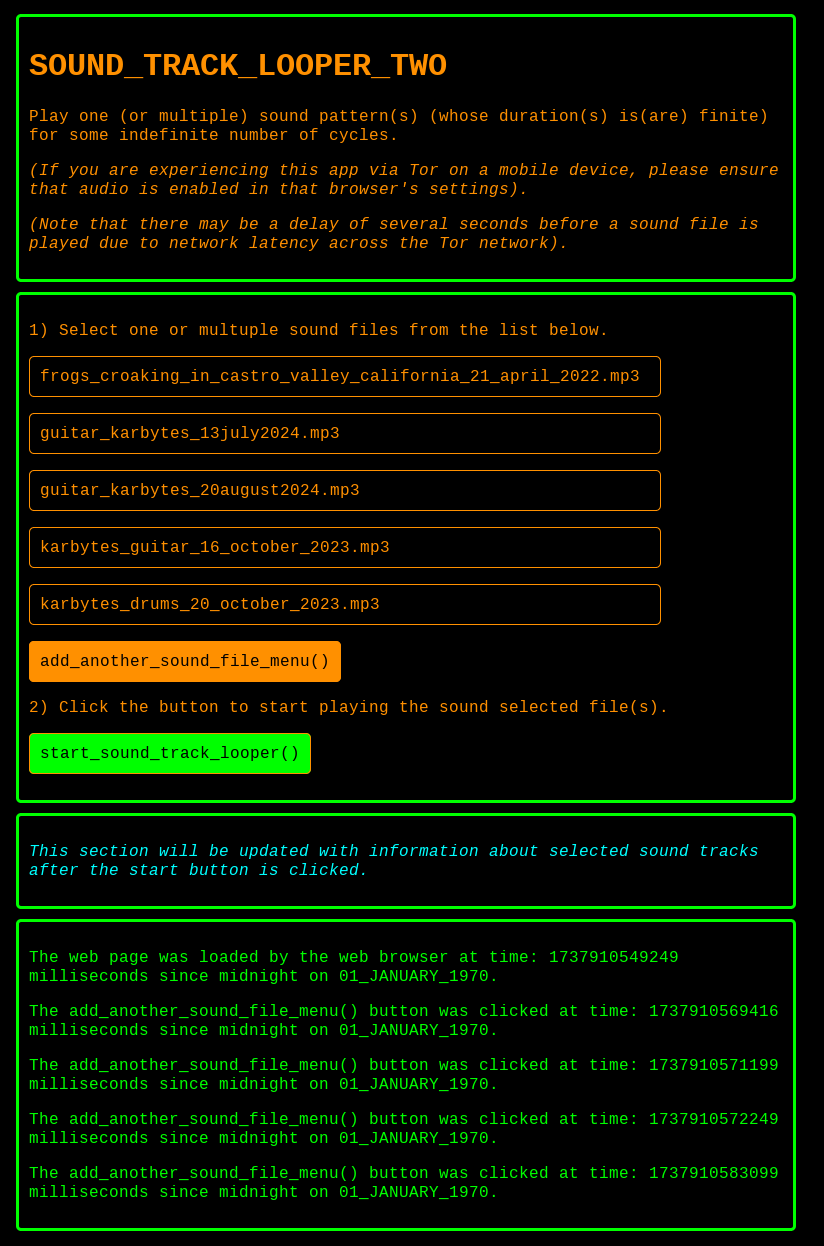 SOUND_TRACK_LOOPER_TWO
Play one (or multiple) sound pattern(s) (whose duration(s) is(are) finite)
for some indefinite number of cycles.
(If you are experiencing this app via Tor on a mobile device, please ensure
that audio is enabled in that browser's settings).
(Note that there may be a delay of several seconds before a sound file is
played due to network latency across the Tor network).
1) Select one or multuple sound files from the list below.
frogs_croaking_in_castro_valley_california_21_april_2022.mp3
guitar_karbytes_13july2024.mp3
guitar_karbytes_20august2024.mp3
karbytes_guitar_16_october_2023.mp3
karbytes_drums_20_october_2023.mp3
add_another_sound_file_menu()
2) Click the button to start playing the sound selected file(s).
start_sound_track_looper()
This section will be updated with information about selected sound tracks
after the start button is clicked.
The web page was loaded by the web browser at time: 1737910549249
milliseconds since midnight on 01_JANUARY_1970.
The add_another_sound_file_menu() button was clicked at time: 1737910569416
milliseconds since midnight on 01_JANUARY_1970.
The add_another_sound_file_menu() button was clicked at time: 1737910571199
milliseconds since midnight on 01_JANUARY_1970.
The add_another_sound_file_menu() button was clicked at time: 1737910572249
milliseconds since midnight on 01_JANUARY_1970.
The add_another_sound_file_menu() button was clicked at time: 1737910583099
milliseconds since midnight on 01_JANUARY_1970.